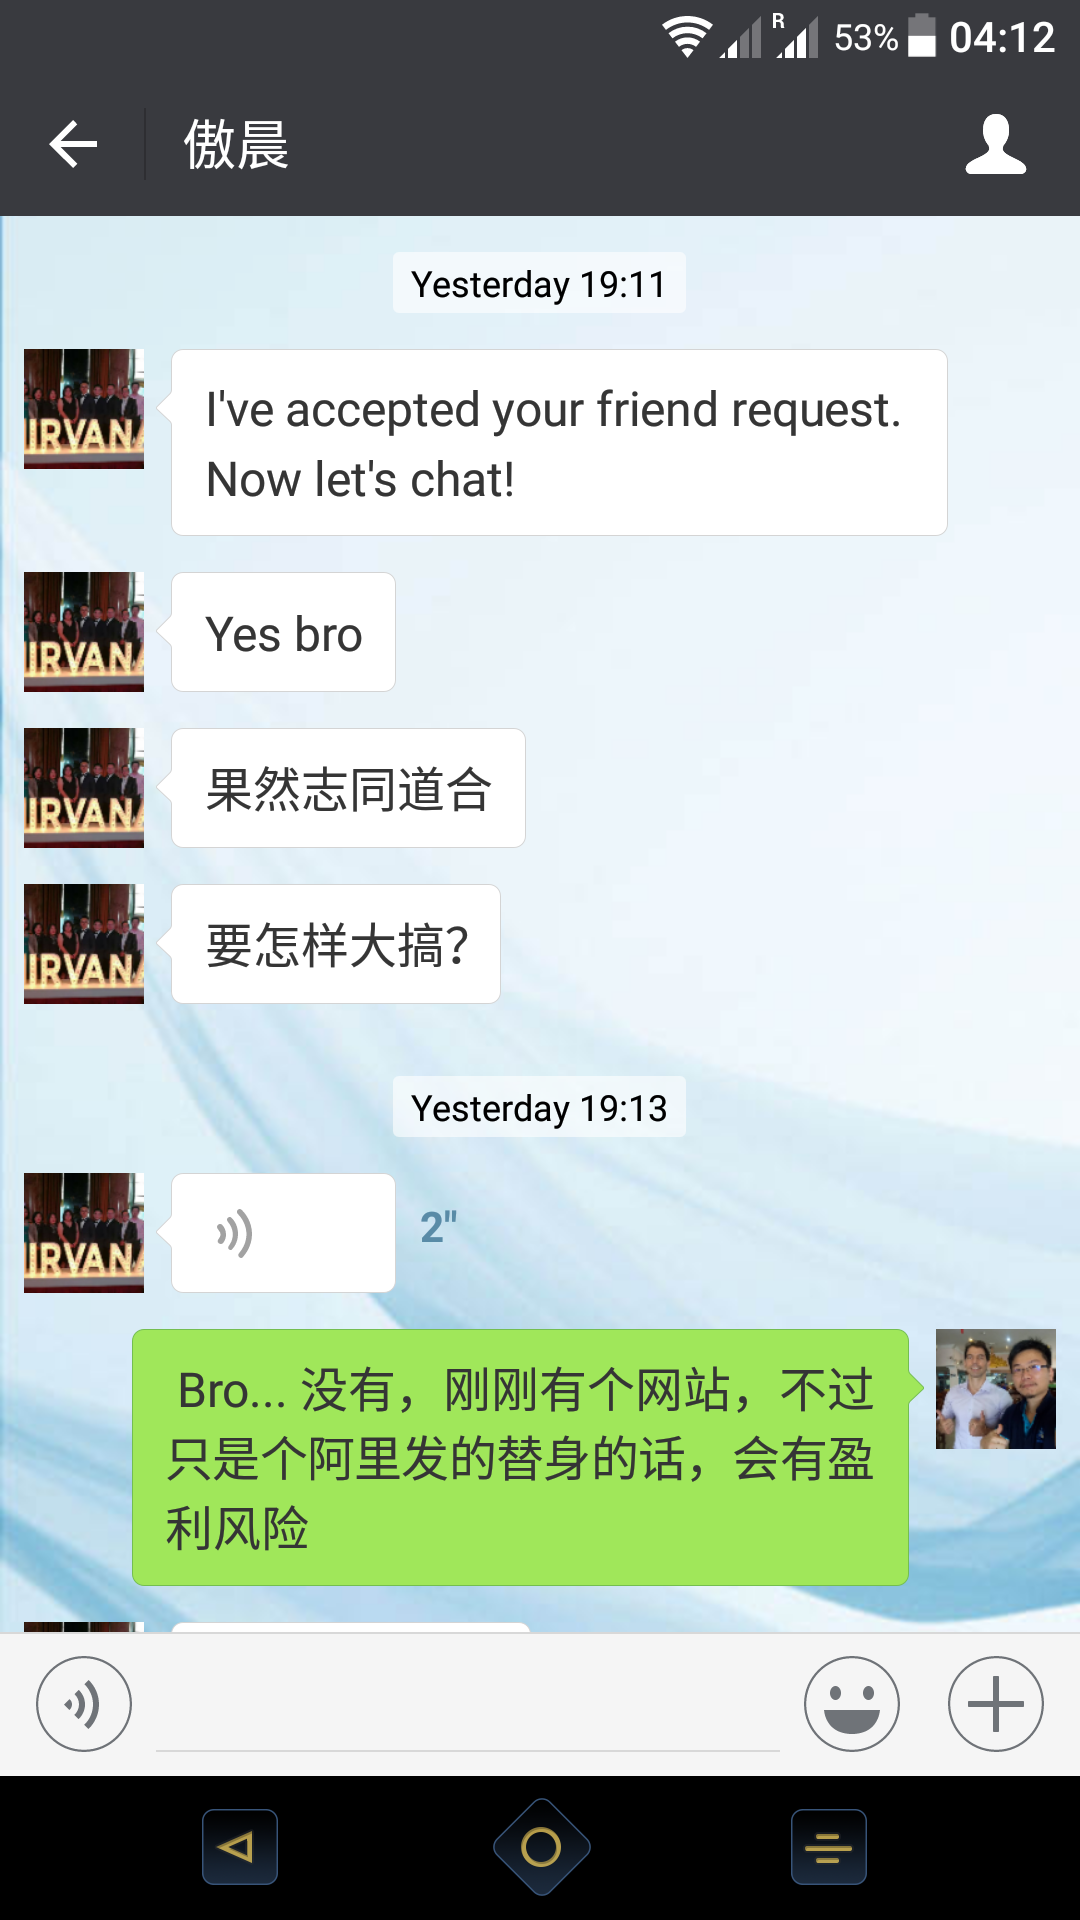 R 53% 04:12
傲晨
Yesterday 19:11
IRVANA
I've accepted your friend request.
Now let's chat!
IRVANA
Yes bro
IRVANA
果然志同道合
IRVANA
要怎样大搞?
Yesterday 19:13
IRVANA
2"
Bro... 没有，刚刚有个网站，不过
只是个阿里发的替身的话，会有盈
利风险